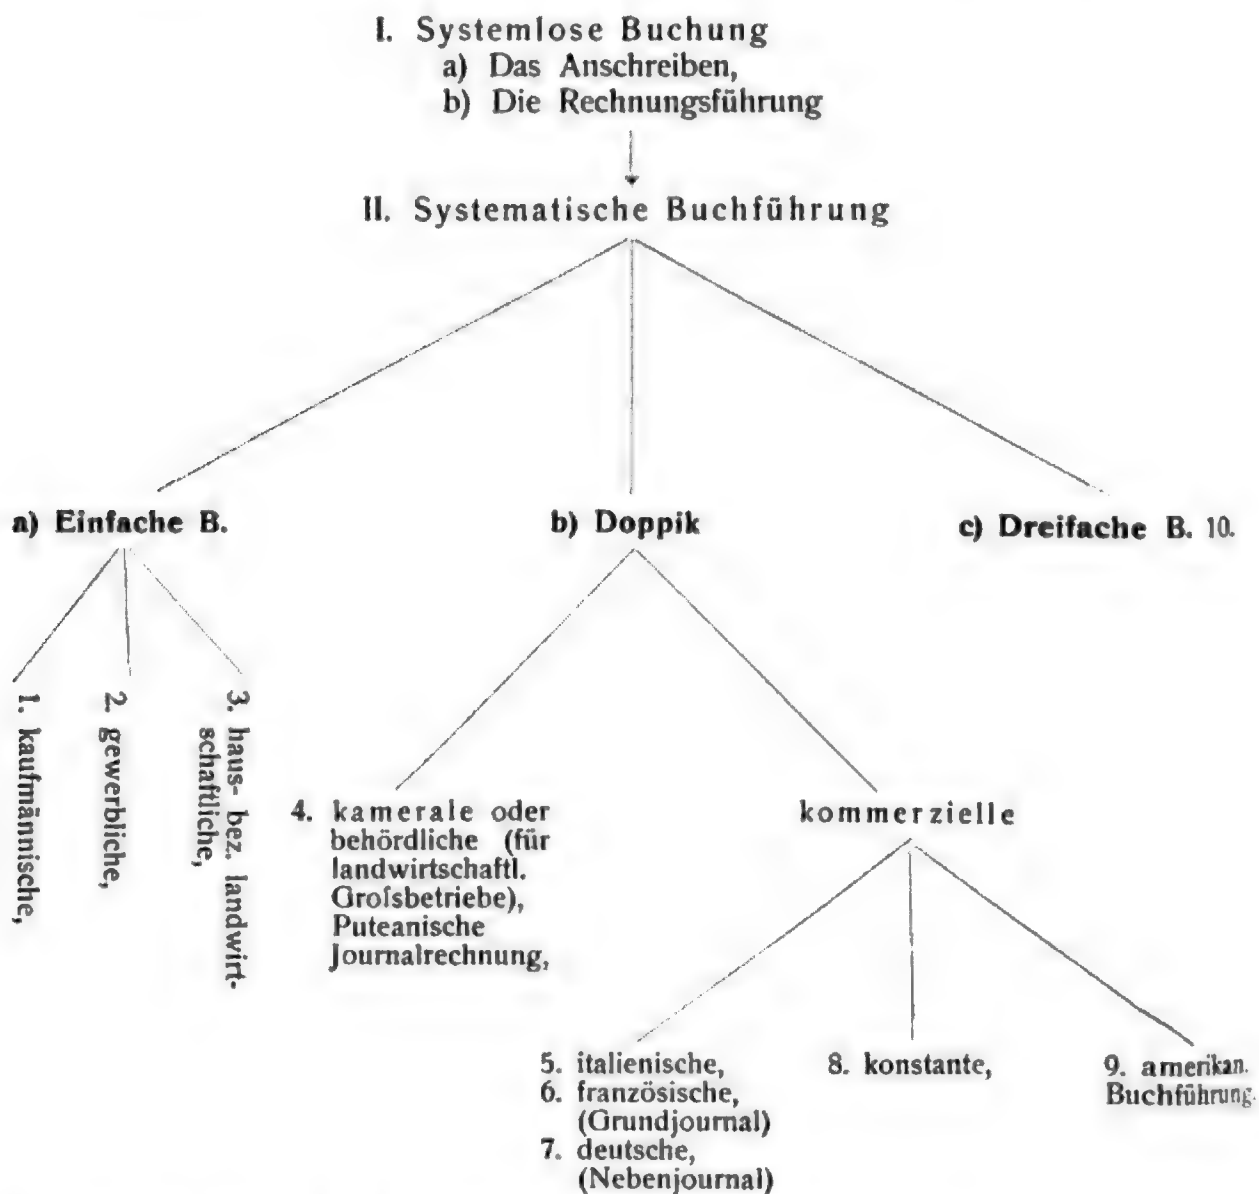 I. Systemlose Buchung
a) Das Anschreiben,
b) Die Rechnungsführung
II. Systematische Buchführung
a) Einfache B.
b) Doppik
c) Dreifache B. 10.
1. kaufmännische,
2. gewerbliche,
3. haus- bez. landwirt-
schaftliche,
4. kamerale oder
behördliche (für
landwirtschaftl.
Grofsbetriebe),
Puteanische
Journalrechnung,
kommerzielle
5. italienische,
6. französische,
(Grundjournal)
7. deutsche,
(Nebenjournal)
8. konstante,
9. amerikan.
Buchführung.